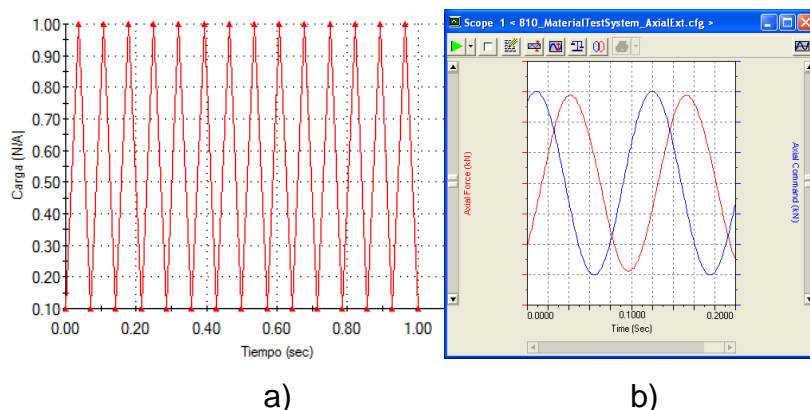 1.00
0.90
0.80
0.70
0.60
0.50
0.40
0.30
0.20
0.10
Carga [N/A]
0.00 0.20 0.40 0.60 0.80 1.00
Tiempo (sec)
a)
Scope 1 < 810_MaterialTestSystem_AxialExt.cfg >
Axial Force (kN)
Axial Command (kN)
0.0000 0.1000 0.2000
Time (Sec)
b)